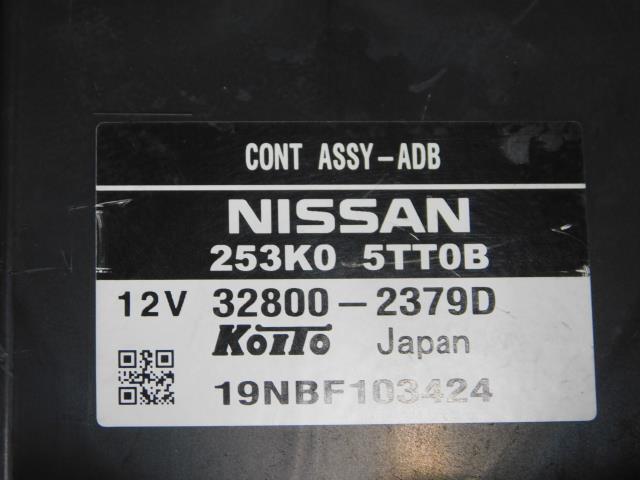 CONT ASSY-ADB
NISSAN
253K0 5TT0B
12V 32800-2379D
KOITO Japan
19NBF103424